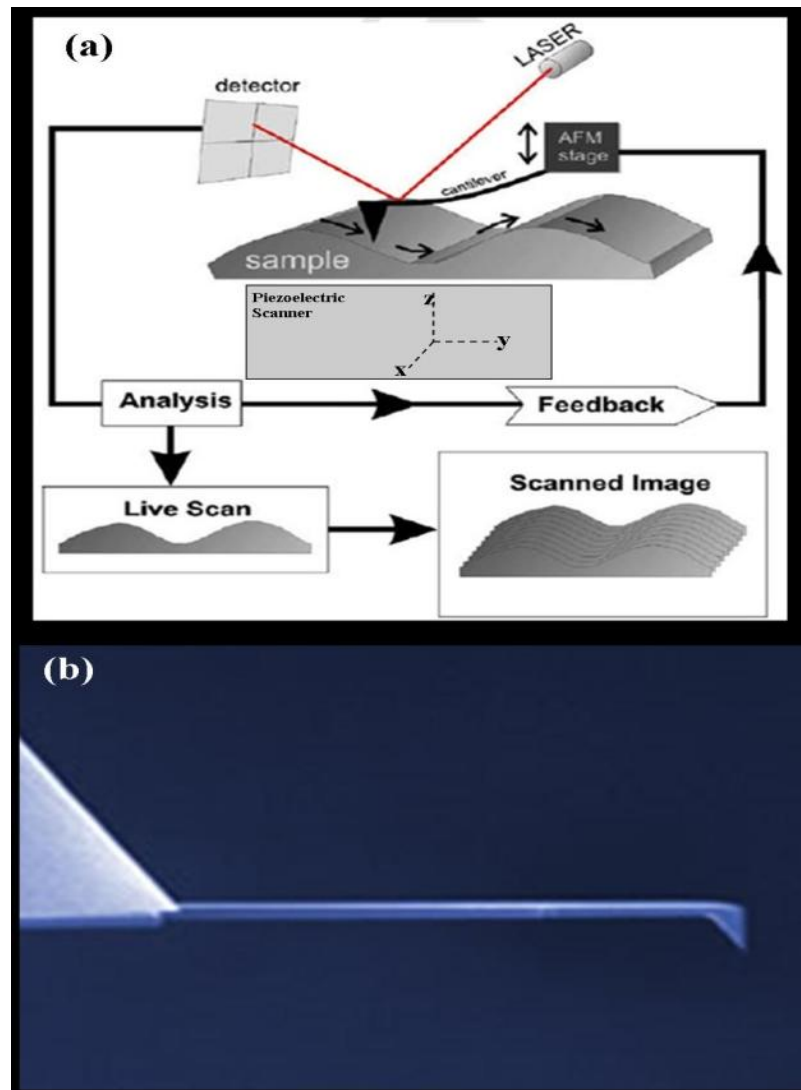 (a)
LASER
detector
AFM
stage
cantilever
sample
Piezoelectric
Scanner
z
y
x
Analysis
Feedback
Live Scan
Scanned Image
(b)